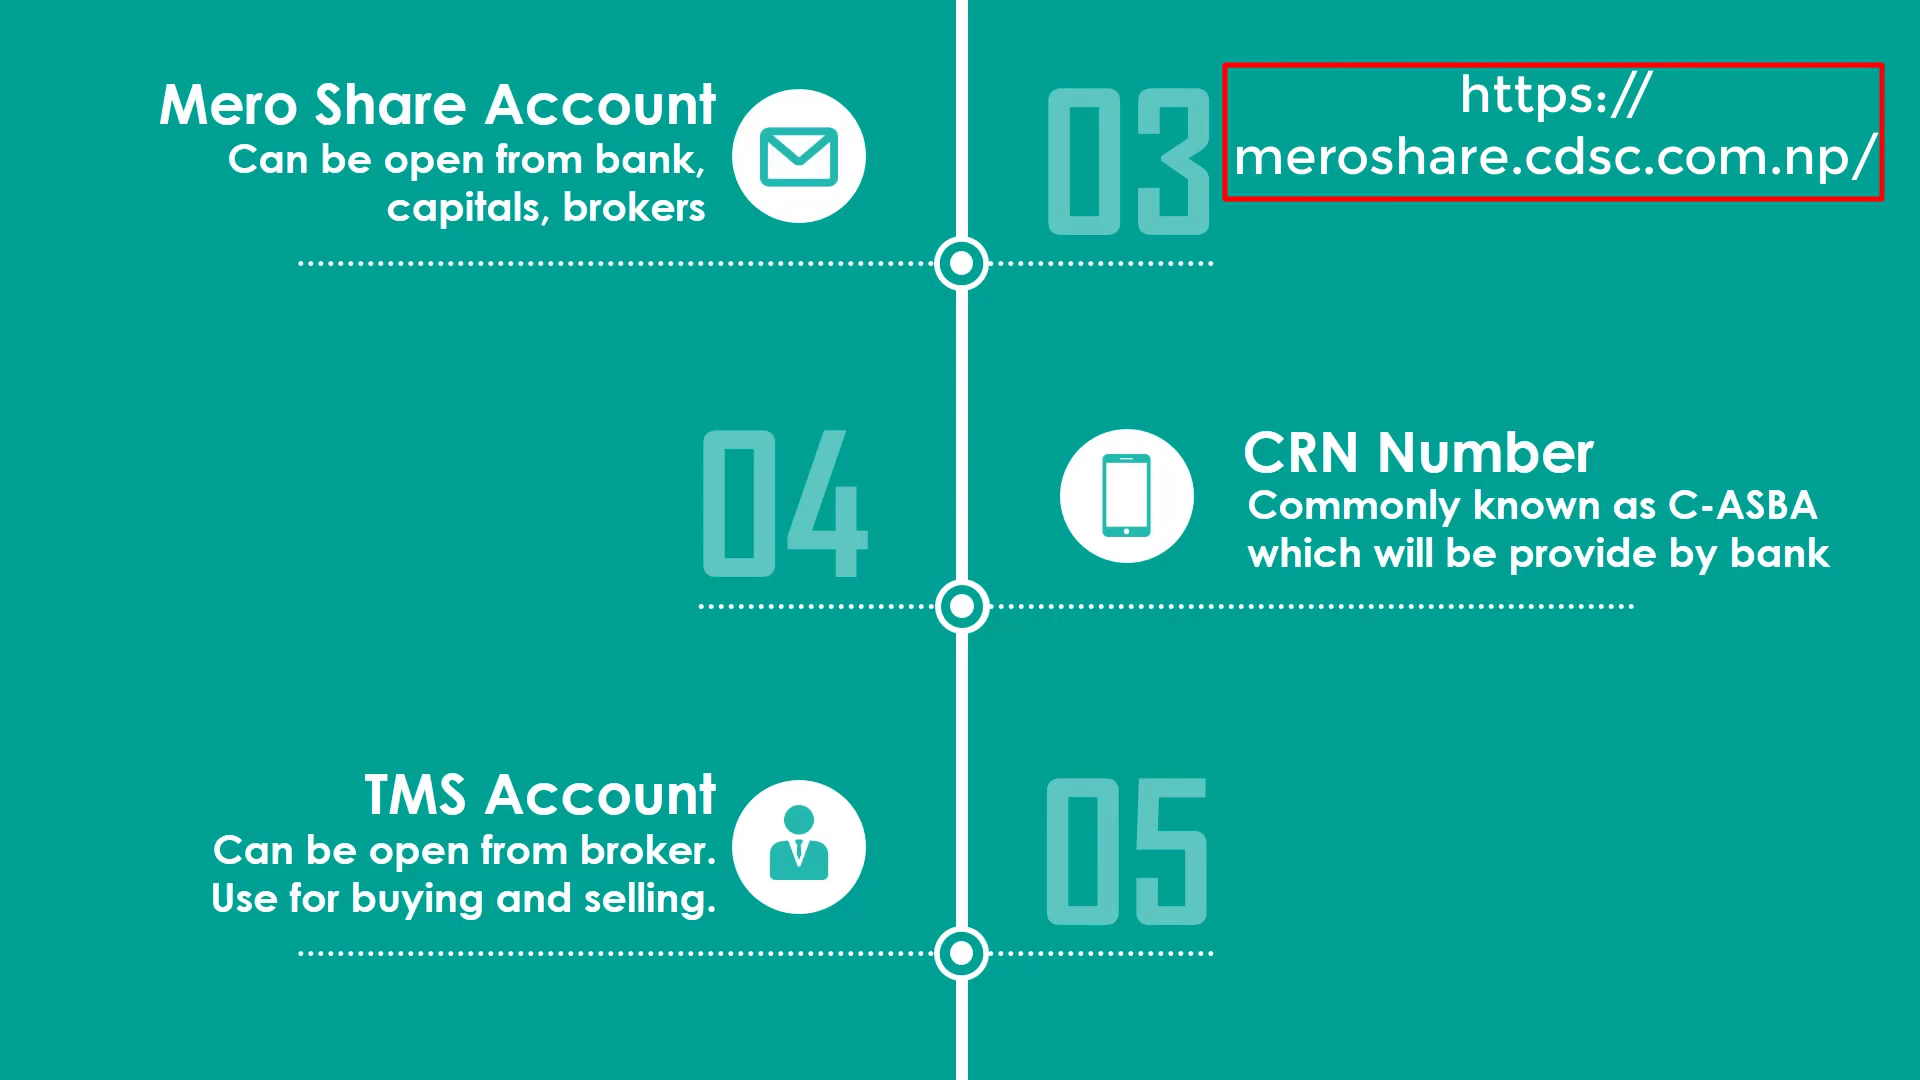 Mero Share Account
Can be open from bank,
capitals, brokers
03
https://
meroshare.cdsc.com.np/
04
CRN Number
Commonly known as C-ASBA
which will be provide by bank
TMS Account
Can be open from broker.
Use for buying and selling.
05